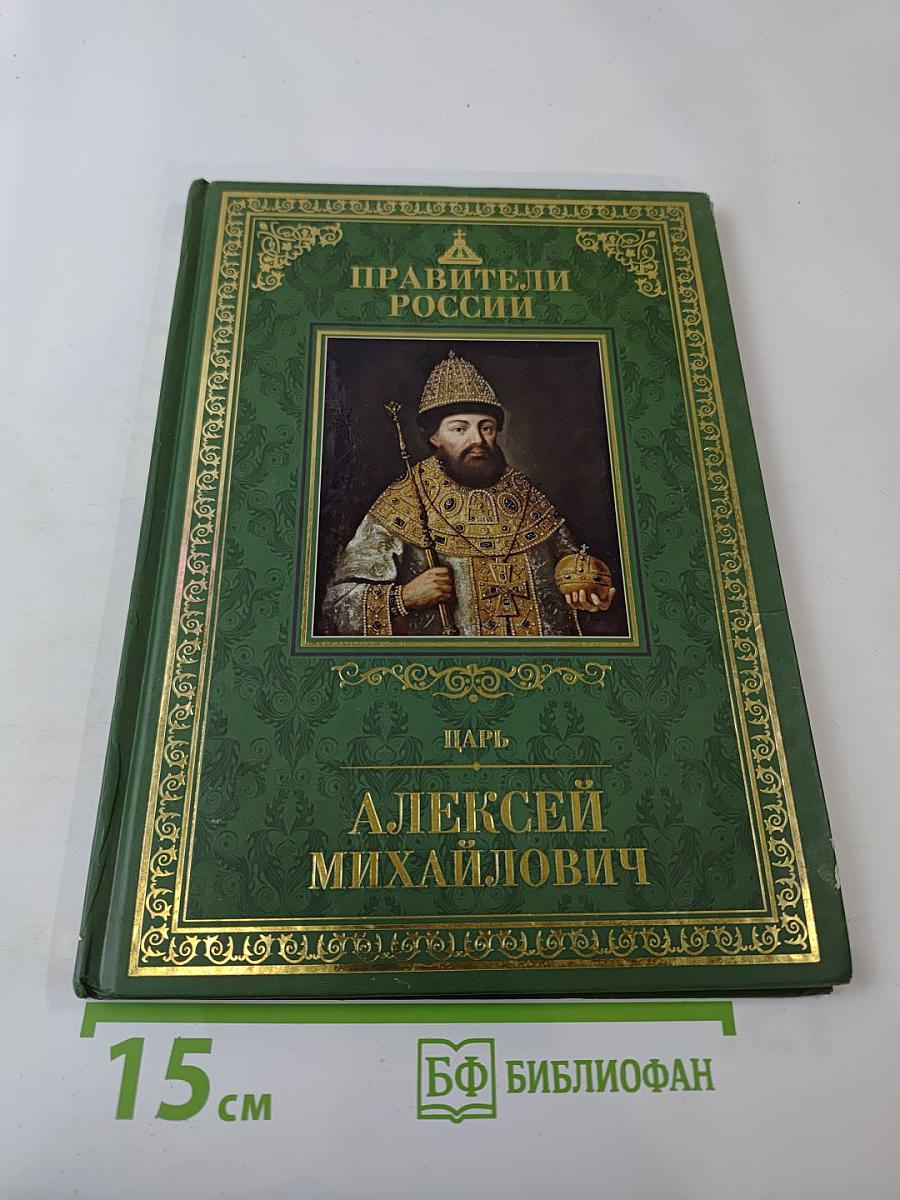 ПРАВИТЕЛИ
РОССИИ
ЦАРЬ
АЛЕКСЕЙ
МИХАЙЛОВИЧ
15 см
БФ БИБЛИОФАН